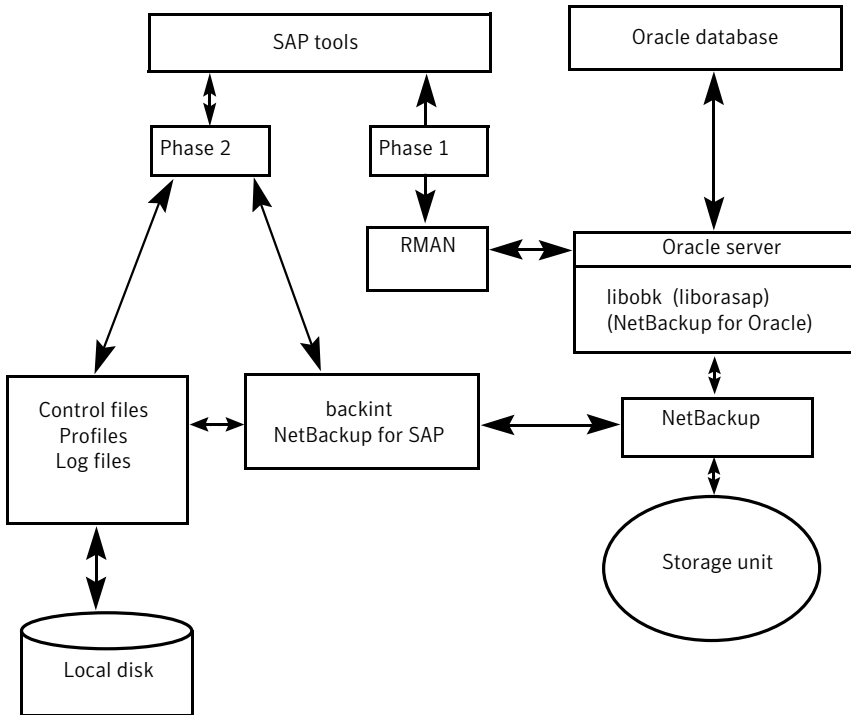 SAP tools
Oracle database
Phase 2
Phase 1
RMAN
Oracle server
libobk (liborasap)
(NetBackup for Oracle)
Control files
Profiles
Log files
backint
NetBackup for SAP
NetBackup
Storage unit
Local disk